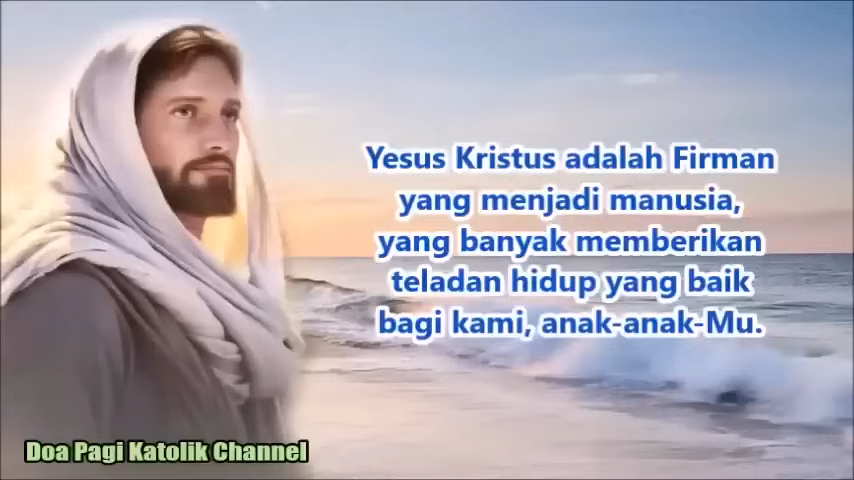 Yesus Kristus adalah Firman
yang menjadi manusia,
yang banyak memberikan
teladan hidup yang baik
bagi kami, anak-anak-Mu.
Doa Pagi Katolik Channel